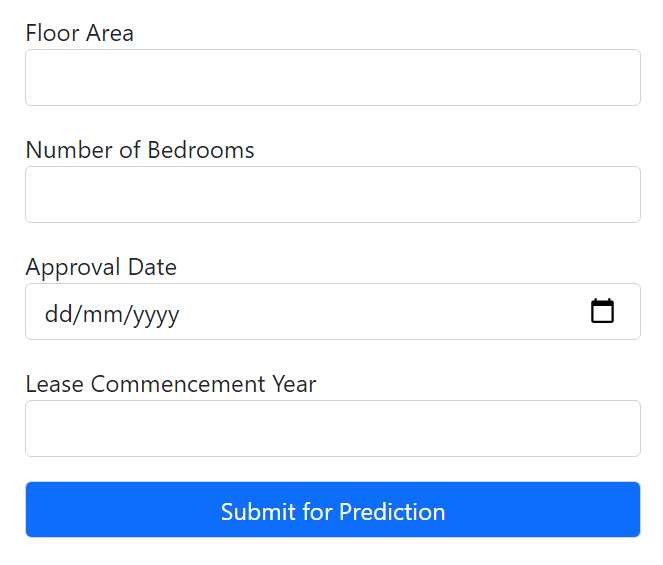 Floor Area
Number of Bedrooms
Approval Date
dd/mm/yyyy
Lease Commencement Year
Submit for Prediction